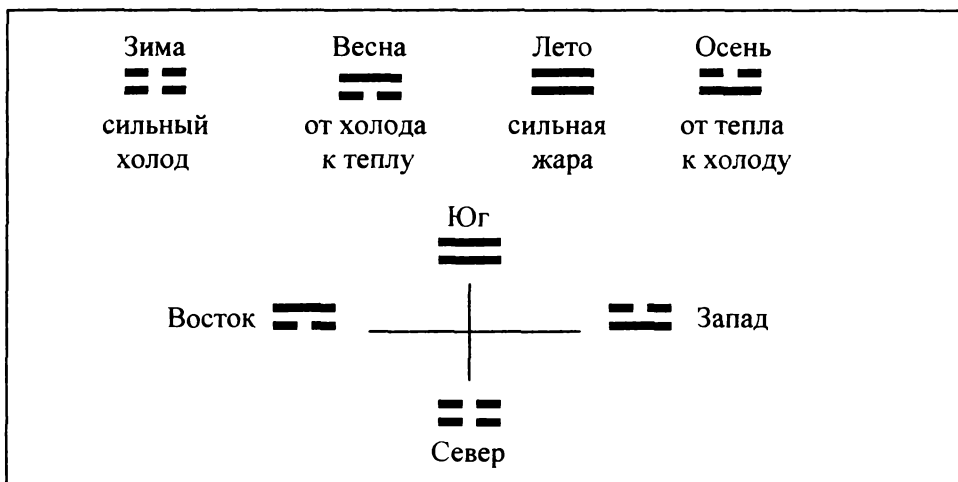 Зима Весна Лето Осень
сильный от холода сильная от тепла
холод к теплу жара к холоду
Юг
Восток Запад
Север